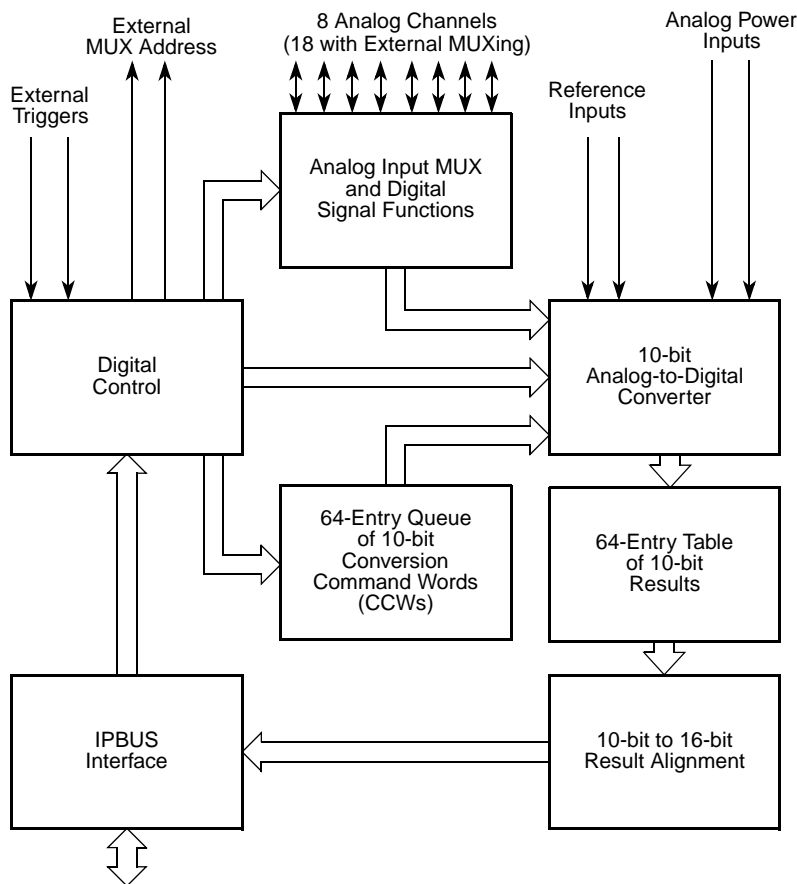 External
MUX Address
8 Analog Channels
(18 with External MUXing)
Analog Power
Inputs
External
Triggers
Reference
Inputs
Analog Input MUX
and Digital
Signal Functions
Digital
Control
10-bit
Analog-to-Digital
Converter
64-Entry Queue
of 10-bit
Conversion
Command Words
(CCWs)
64-Entry Table
of 10-bit
Results
IPBUS
Interface
10-bit to 16-bit
Result Alignment